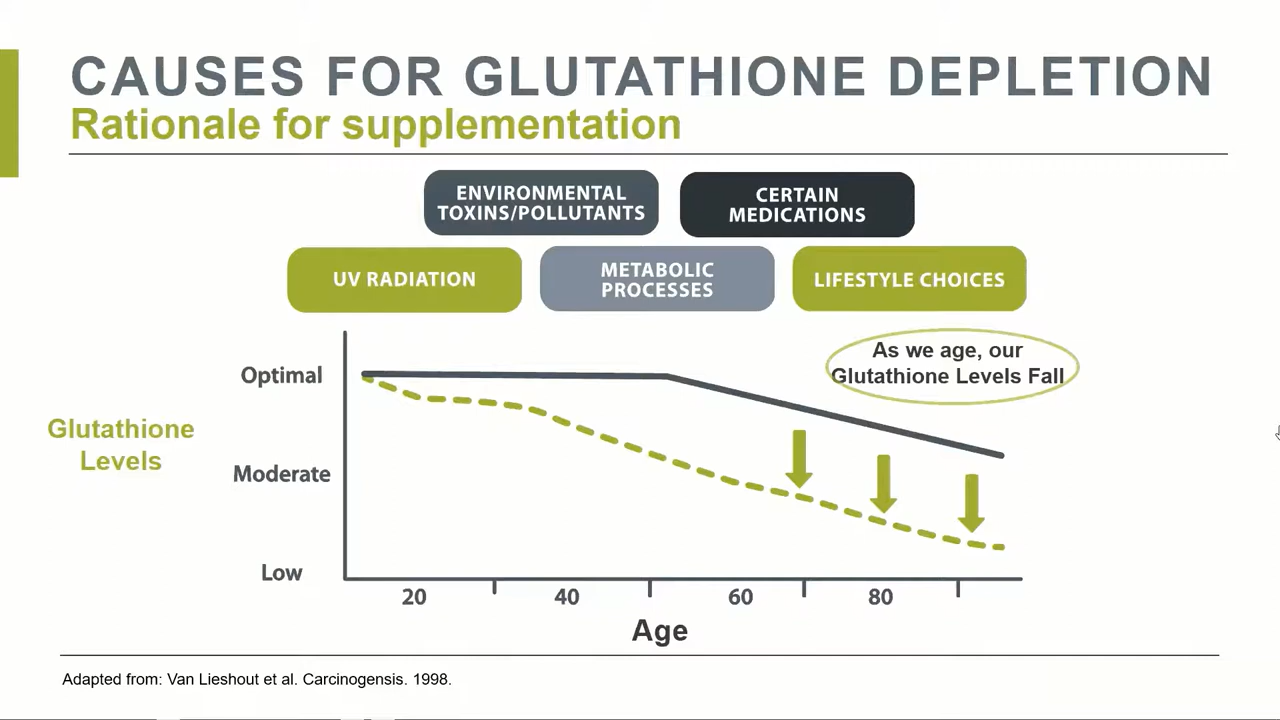 CAUSES FOR GLUTATHIONE DEPLETION
Rationale for supplementation
ENVIRONMENTAL
TOXINS/POLLUTANTS
CERTAIN
MEDICATIONS
UV RADIATION
METABOLIC
PROCESSES
LIFESTYLE CHOICES
As we age, our
Glutathione Levels Fall
Optimal
Glutathione
Levels
Moderate
Low
20 40 60 80
Age
Adapted from: Van Lieshout et al. Carcinogensis. 1998.